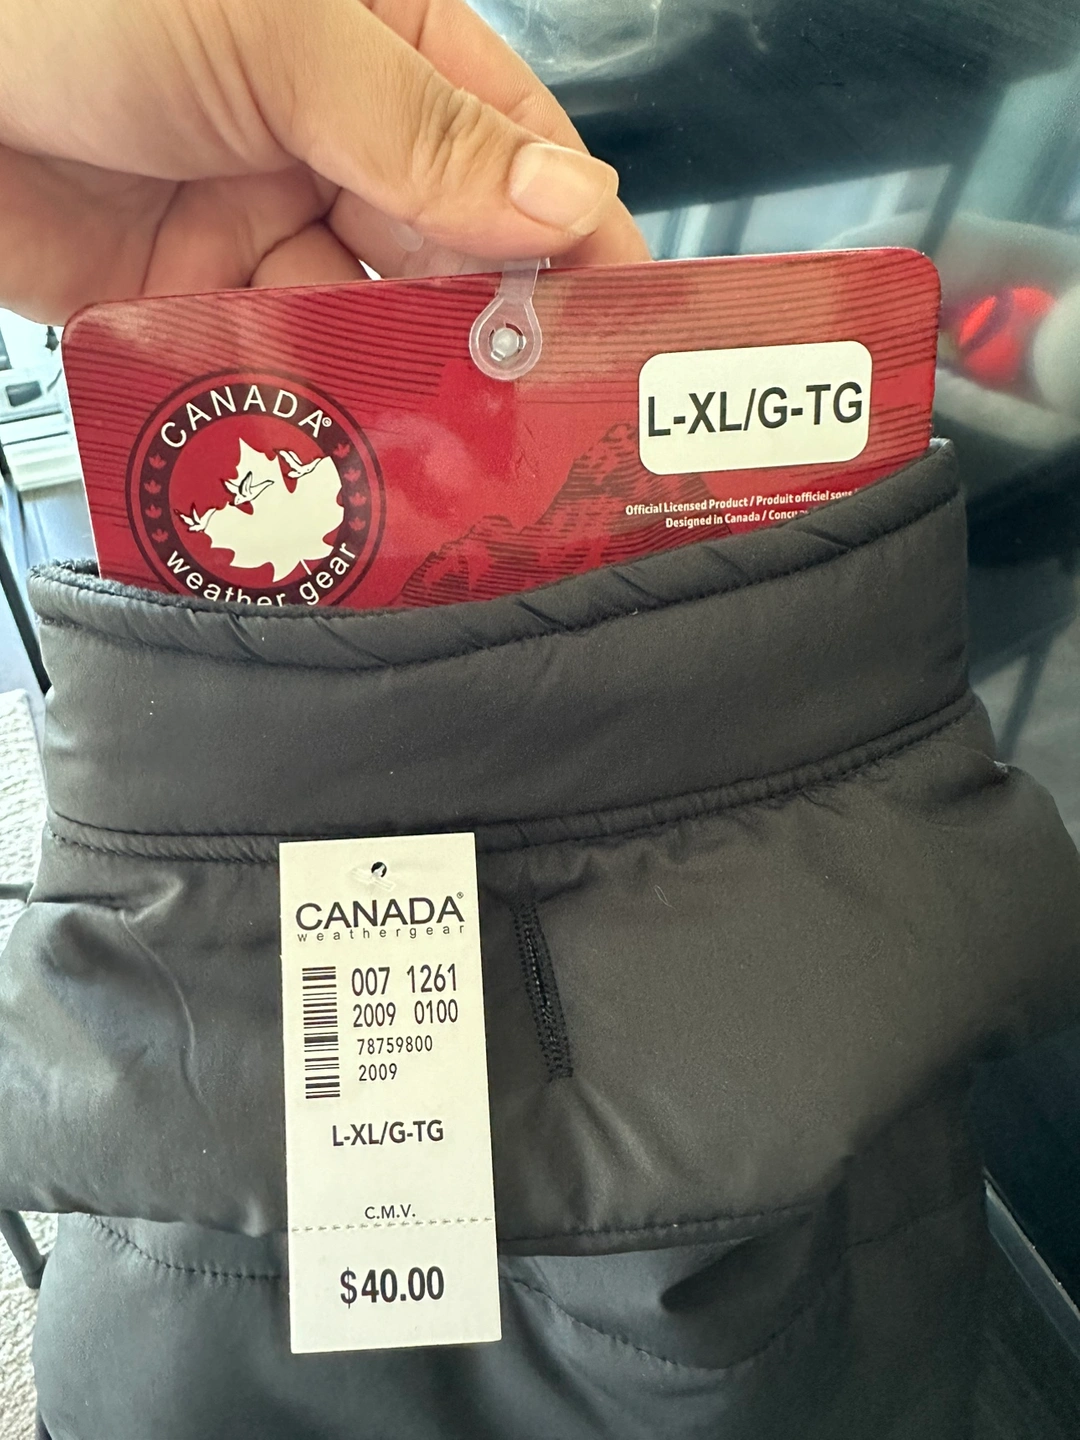 CANADA®
weather gear
L-XL/G-TG
Official Licensed Product / Produit officiel sous
Designed in Canada /
CANADA®
weathergear
007 1261
2009 0100
78759800
2009
L-XL/G-TG
C.M.V.
$40.00